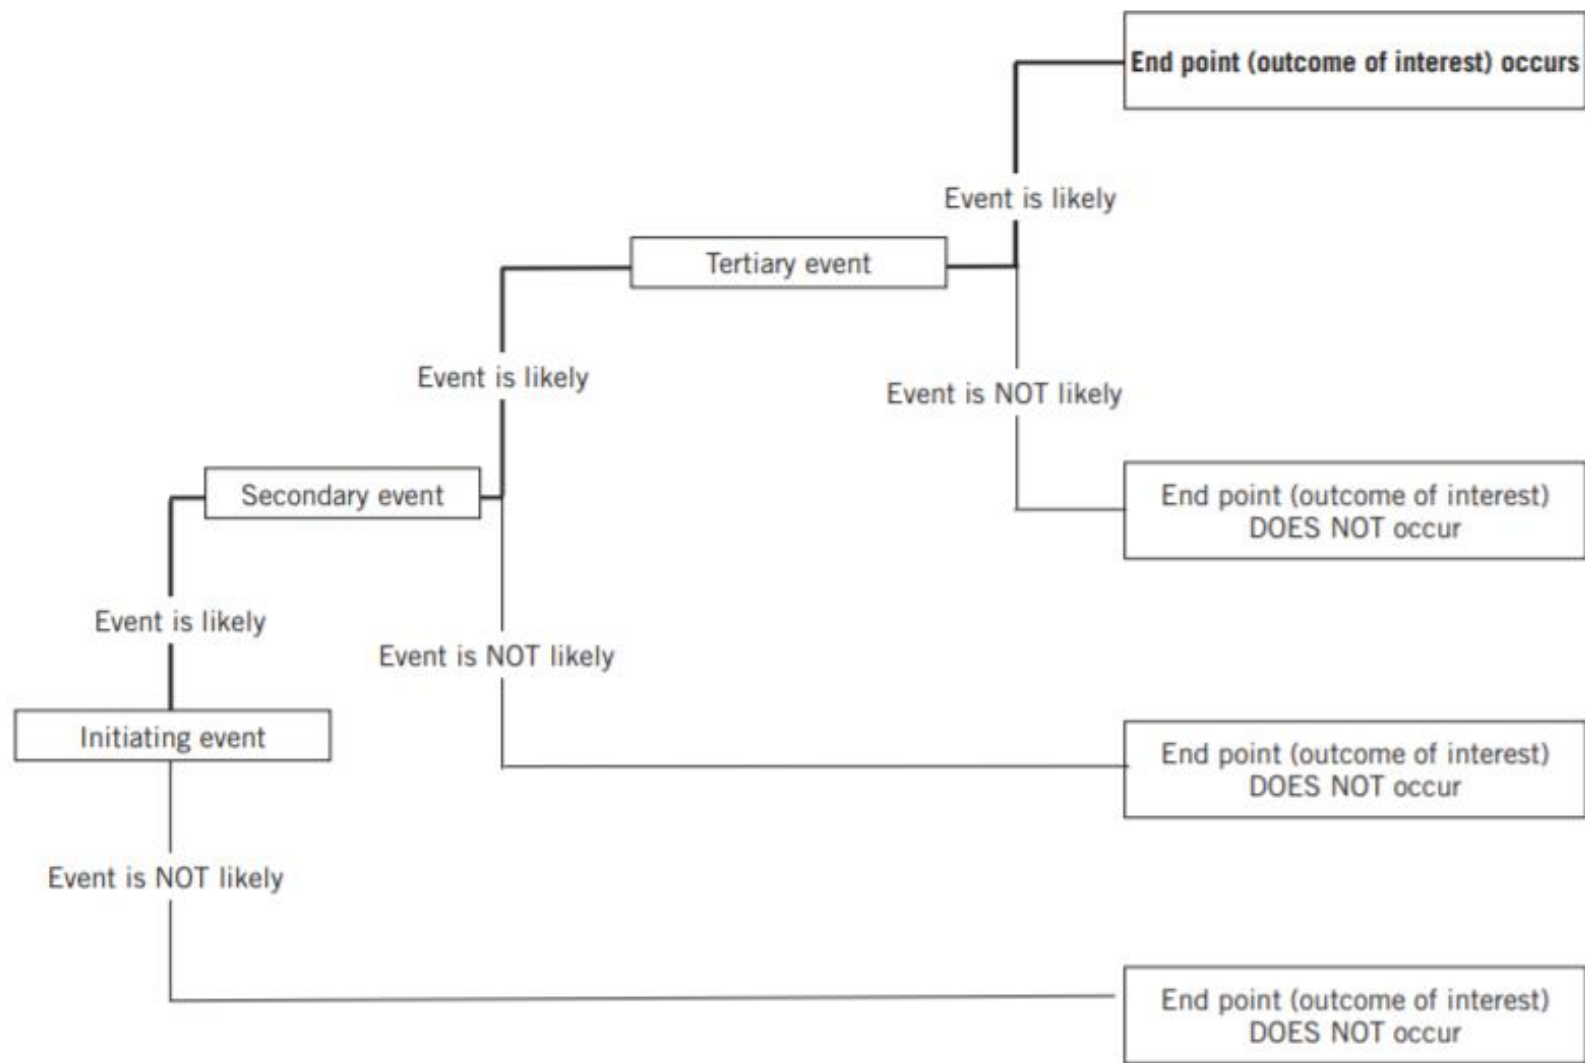 End point (outcome of interest) occurs
Event is likely
Tertiary event
Event is likely
Event is NOT likely
Secondary event
End point (outcome of interest)
DOES NOT occur
Event is likely
Event is NOT likely
Initiating event
End point (outcome of interest)
DOES NOT occur
Event is NOT likely
End point (outcome of interest)
DOES NOT occur